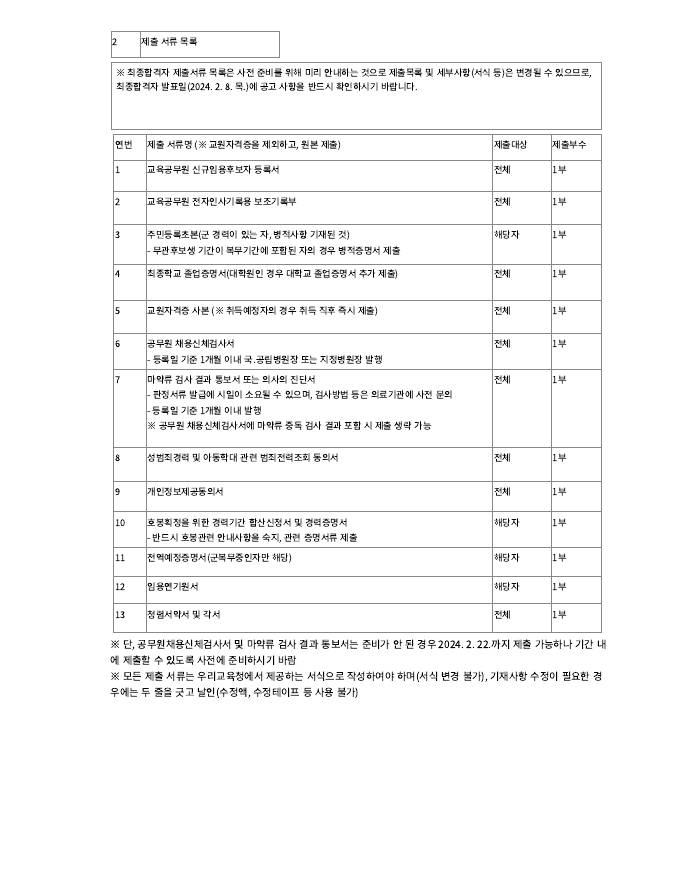 2 제출 서류 목록
※ 최종합격자 제출서류 목록은 사전 준비를 위해 미리 안내하는 것으로 제출목록 및 세부사항(서식 등)은 변경될 수 있으므로,
최종합격자 발표일(2024. 2. 8. 목.)에 공고 사항을 반드시 확인하시기 바랍니다.
연번 제출 서류명 (※ 교원자격증을 제외하고, 원본 제출) 제출대상 제출부수
1 교육공무원 신규임용후보자 등록서 전체 1부
2 교육공무원 전자인사기록용 보조기록부 전체 1부
3 주민등록초본(군 경력이 있는 자, 병적사항 기재된 것) 해당자 1부
- 무관후보생 기간이 복무기간에 포함된 자의 경우 병적증명서 제출
4 최종학교 졸업증명서(대학원인 경우 대학교 졸업증명서 추가 제출) 전체 1부
5 교원자격증 사본 (※ 취득예정자의 경우 취득 직후 즉시 제출) 전체 1부
6 공무원 채용신체검사서 전체 1부
- 등록일 기준 1개월 이내 국.공립병원장 또는 지정병원장 발행
7 마약류 검사 결과 통보서 또는 의사의 진단서 전체 1부
- 판정서류 발급에 시일이 소요될 수 있으며, 검사방법 등은 의료기관에 사전 문의
- 등록일 기준 1개월 이내 발행
※ 공무원 채용신체검사서에 마약류 중독 검사 결과 포함 시 제출 생략 가능
8 성범죄경력 및 아동학대 관련 범죄전력조회 동의서 전체 1부
9 개인정보제공동의서 전체 1부
10 호봉획정을 위한 경력기간 합산신청서 및 경력증명서 해당자 1부
- 반드시 호봉관련 안내사항을 숙지, 관련 증명서류 제출
11 전역예정증명서(군복무중인자만 해당) 해당자 1부
12 임용연기원서 해당자 1부
13 청렴서약서 및 각서 전체 1부
※ 단, 공무원채용신체검사서 및 마약류 검사 결과 통보서는 준비가 안 된 경우 2024. 2. 22.까지 제출 가능하나 기간 내
에 제출할 수 있도록 사전에 준비하시기 바람
※ 모든 제출 서류는 우리교육청에서 제공하는 서식으로 작성하여야 하며(서식 변경 불가), 기재사항 수정이 필요한 경
우에는 두 줄을 긋고 날인(수정액, 수정테이프 등 사용 불가)